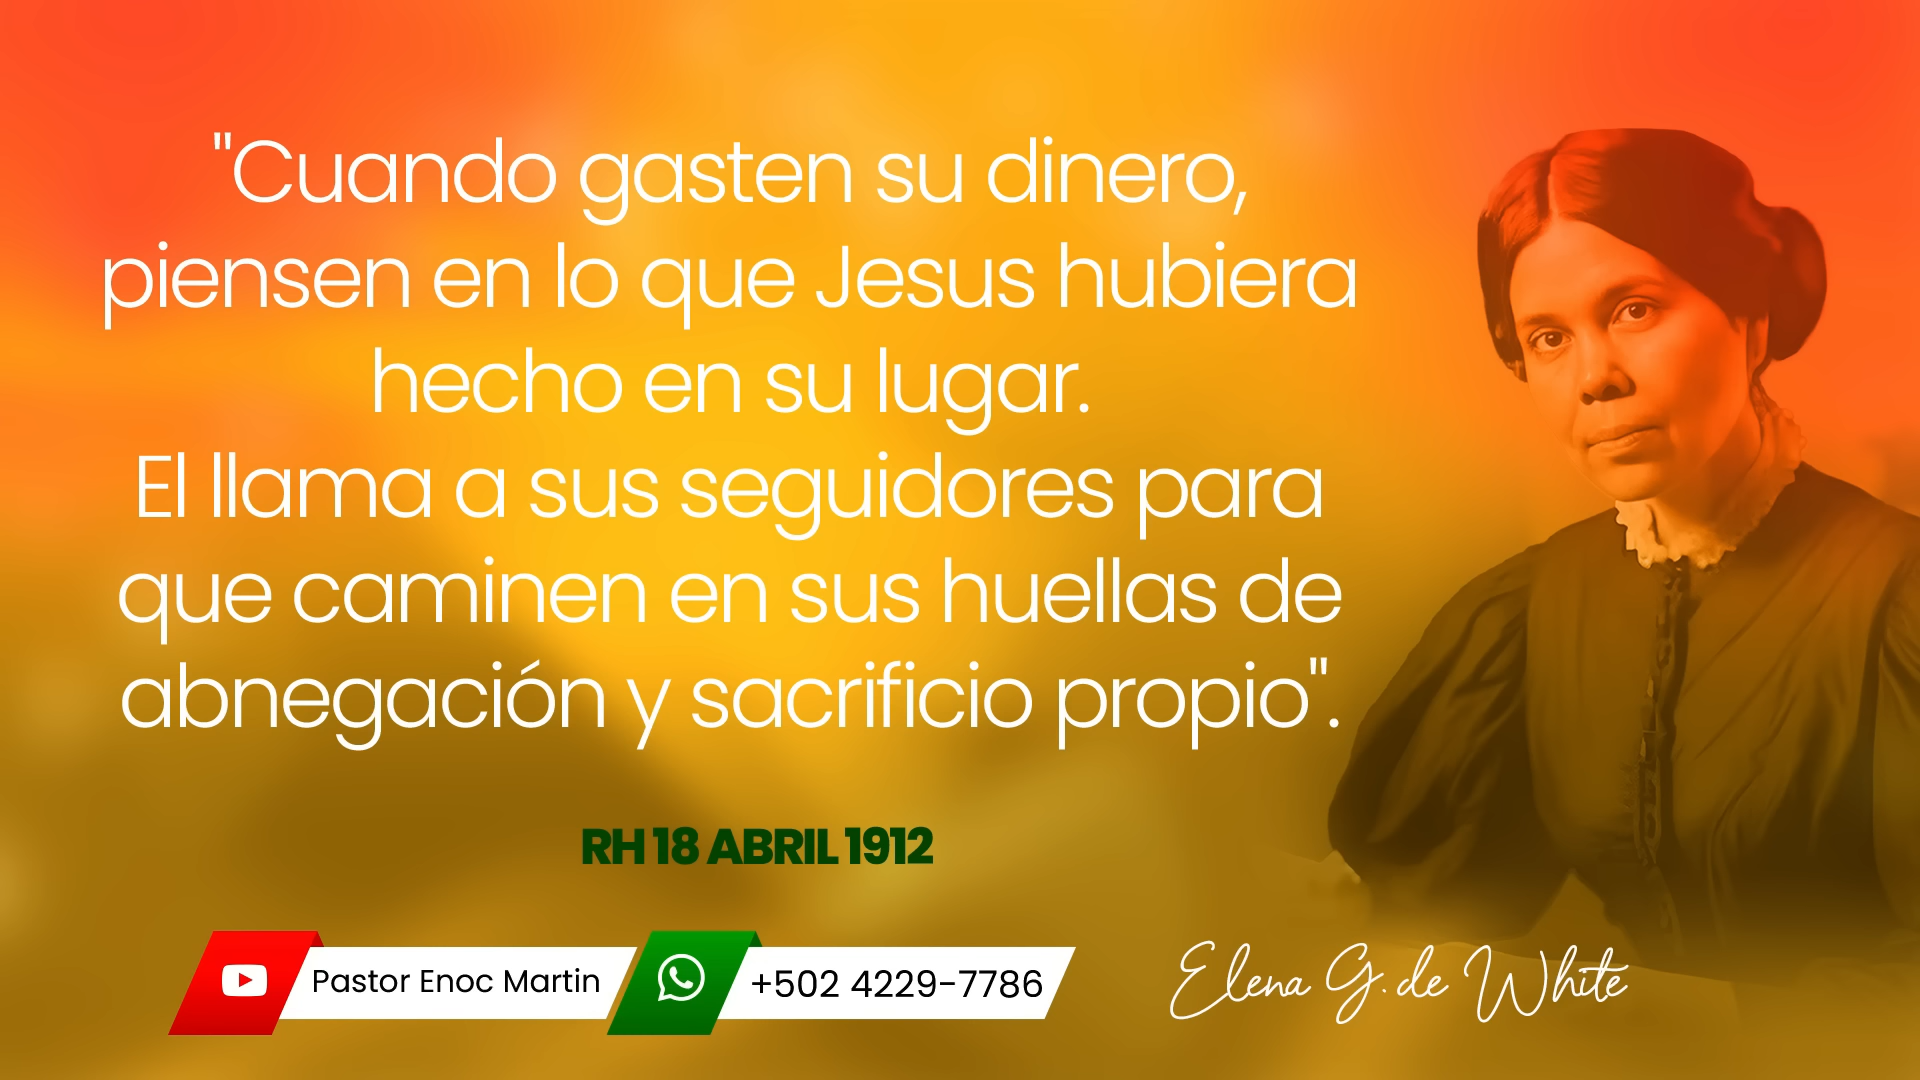 "Cuando gasten su dinero,
piensen en lo que Jesus hubiera
hecho en su lugar.
El llama a sus seguidores para
que caminen en sus huellas de
abnegación y sacrificio propio".
RH 18 ABRIL 1912
Pastor Enoc Martin
+502 4229-7786
Elena G. de White